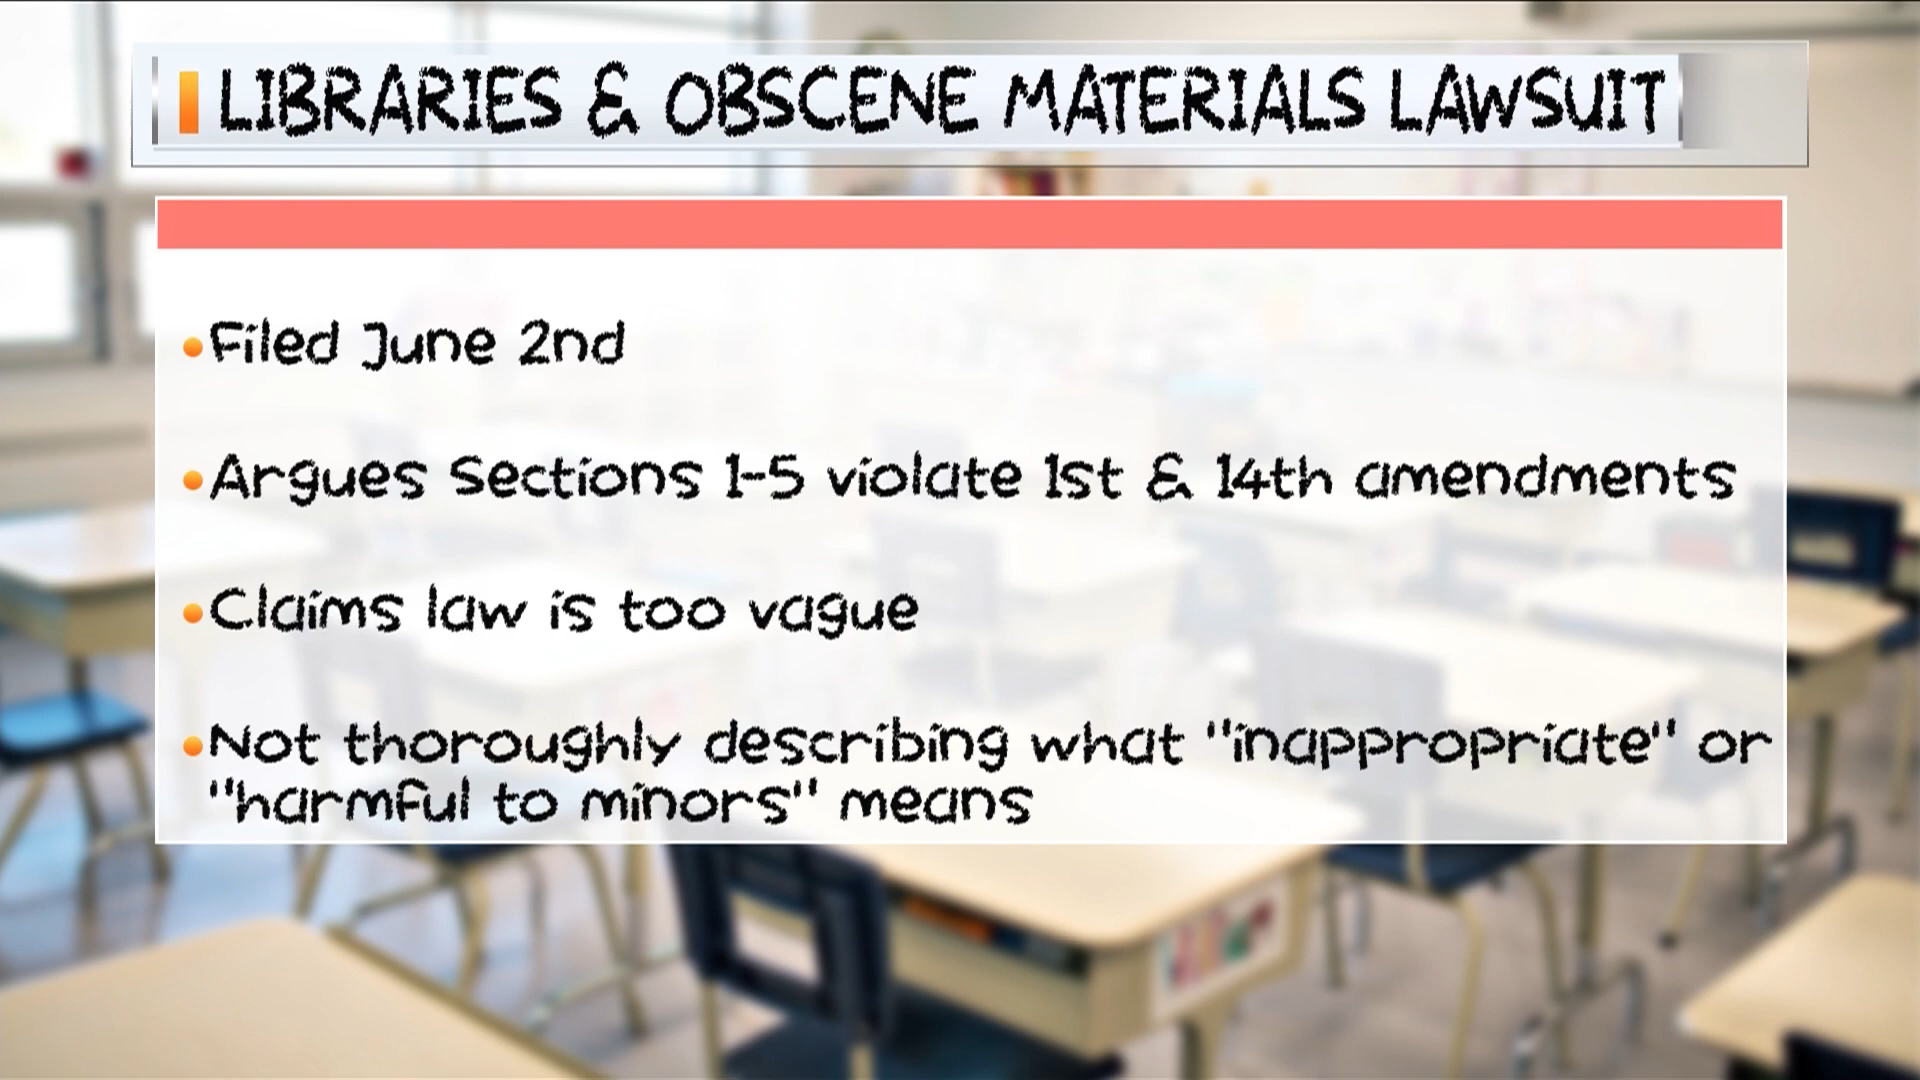 LIBRARIES & OBSCENE MATERIALS LAWSUIT
•Filed June 2nd
•Argues Sections 1-5 violate 1st & 14th amendments
•Claims law is too vague
•Not thoroughly describing what "inappropriate" or
"harmful to minors" means